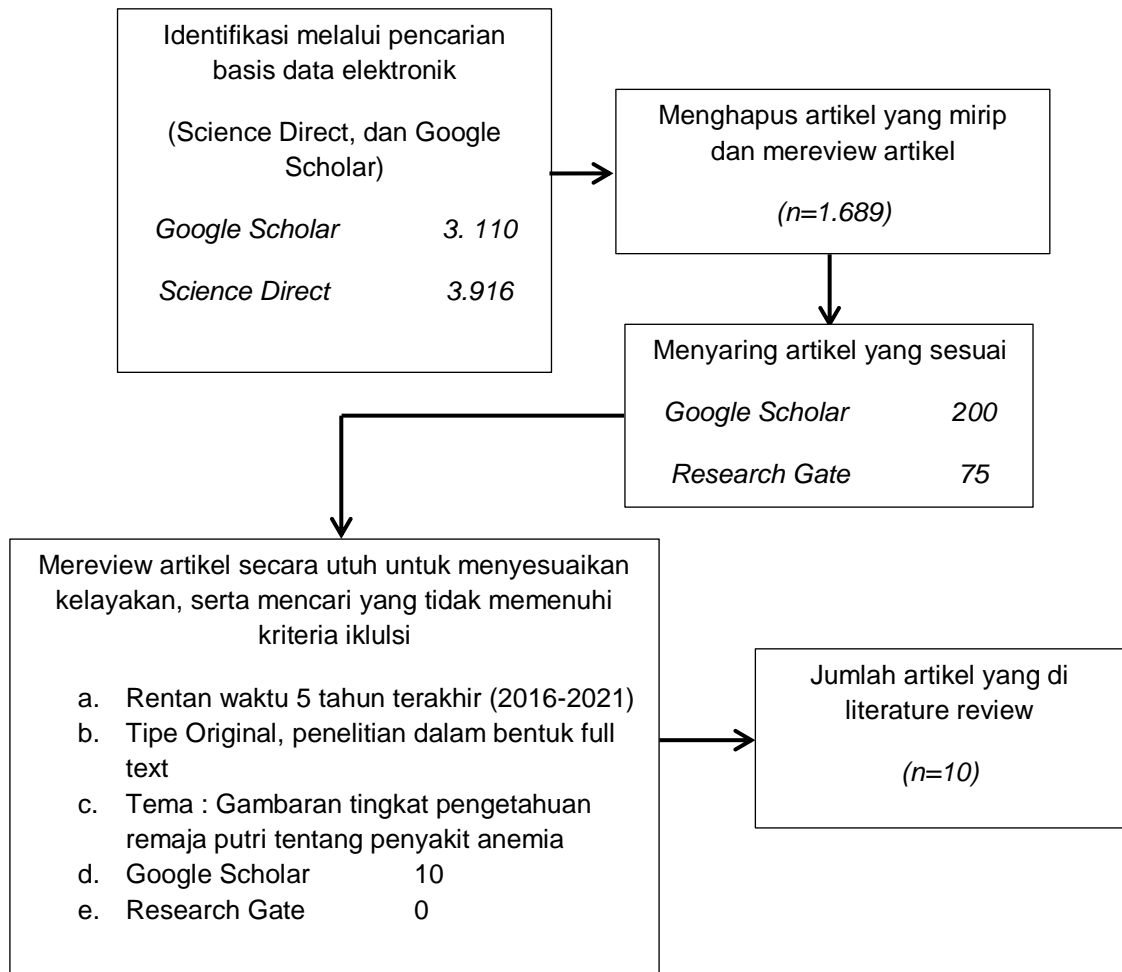 Identifikasi melalui pencarian
basis data elektronik
(Science Direct, dan Google
Scholar)
Google Scholar 3. 110
Science Direct 3.916
Menghapus artikel yang mirip
dan mereview artikel
(n=1.689)
Menyaring artikel yang sesuai
Google Scholar 200
Research Gate 75
Mereview artikel secara utuh untuk menyesuaikan
kelayakan, serta mencari yang tidak memenuhi
kriteria iklulsi
a. Rentan waktu 5 tahun terakhir (2016-2021)
b. Tipe Original, penelitian dalam bentuk full
text
c. Tema : Gambaran tingkat pengetahuan
remaja putri tentang penyakit anemia
d. Google Scholar 10
e. Research Gate 0
Jumlah artikel yang di
literature review
(n=10)